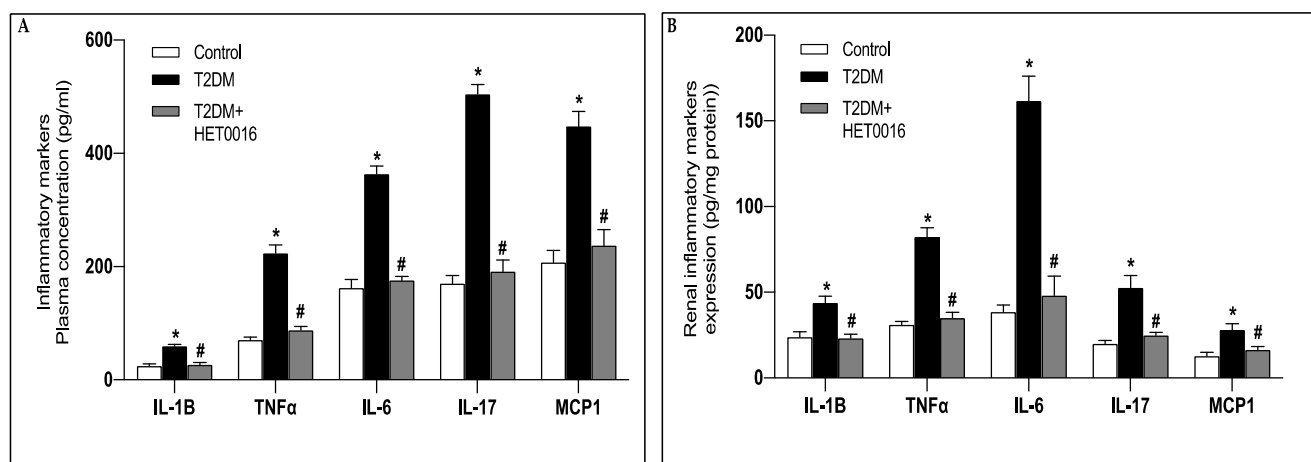 A
Inflammatory markers
Plasma concentration (pg/ml)
600
400
200
0
Control
T2DM
T2DM+
HET0016
*
#
*
#
*
#
*
#
*
#
IL-1B
TNFα
IL-6
IL-17
MCP1
B
Renal inflammatory markers
expression (pg/mg protein))
200
150
100
50
0
Control
T2DM
T2DM+
HET0016
*
#
*
#
*
#
*
#
*
#
IL-1B
TNFα
IL-6
IL-17
MCP1